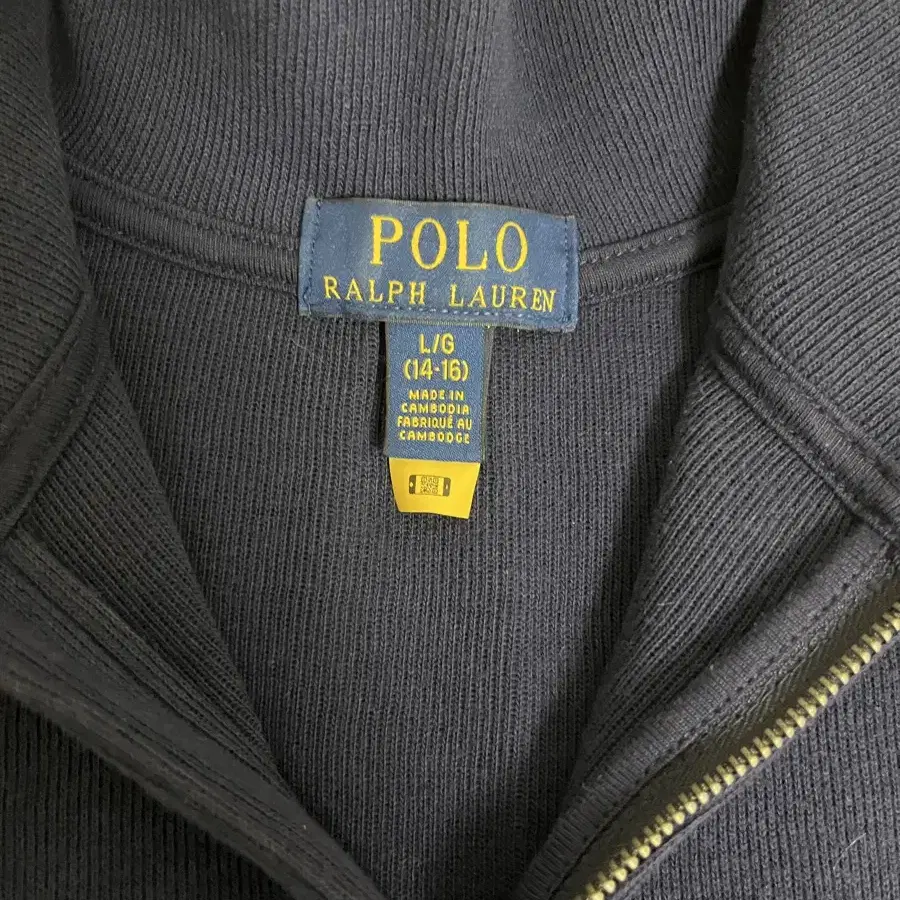 POLO
RALPH LAUREN
L/G
(14-16)
MADE IN
CAMBODIA
FABRIQUÉ AU
CAMBODGE